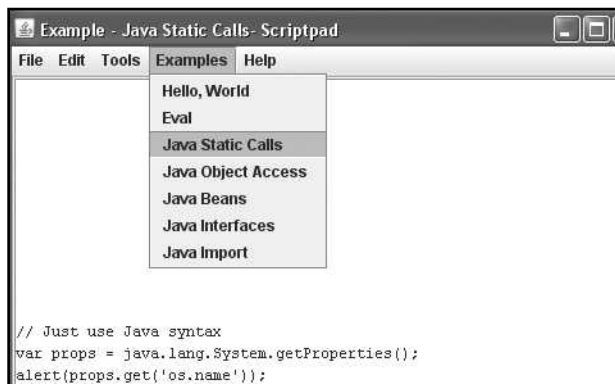 Example - Java Static Calls- Scriptpad
File Edit Tools Examples Help
Hello, World
Eval
Java Static Calls
Java Object Access
Java Beans
Java Interfaces
Java Import
// Just use Java syntax
var props = java.lang.System.getProperties();
alert(props.get('os.name'));